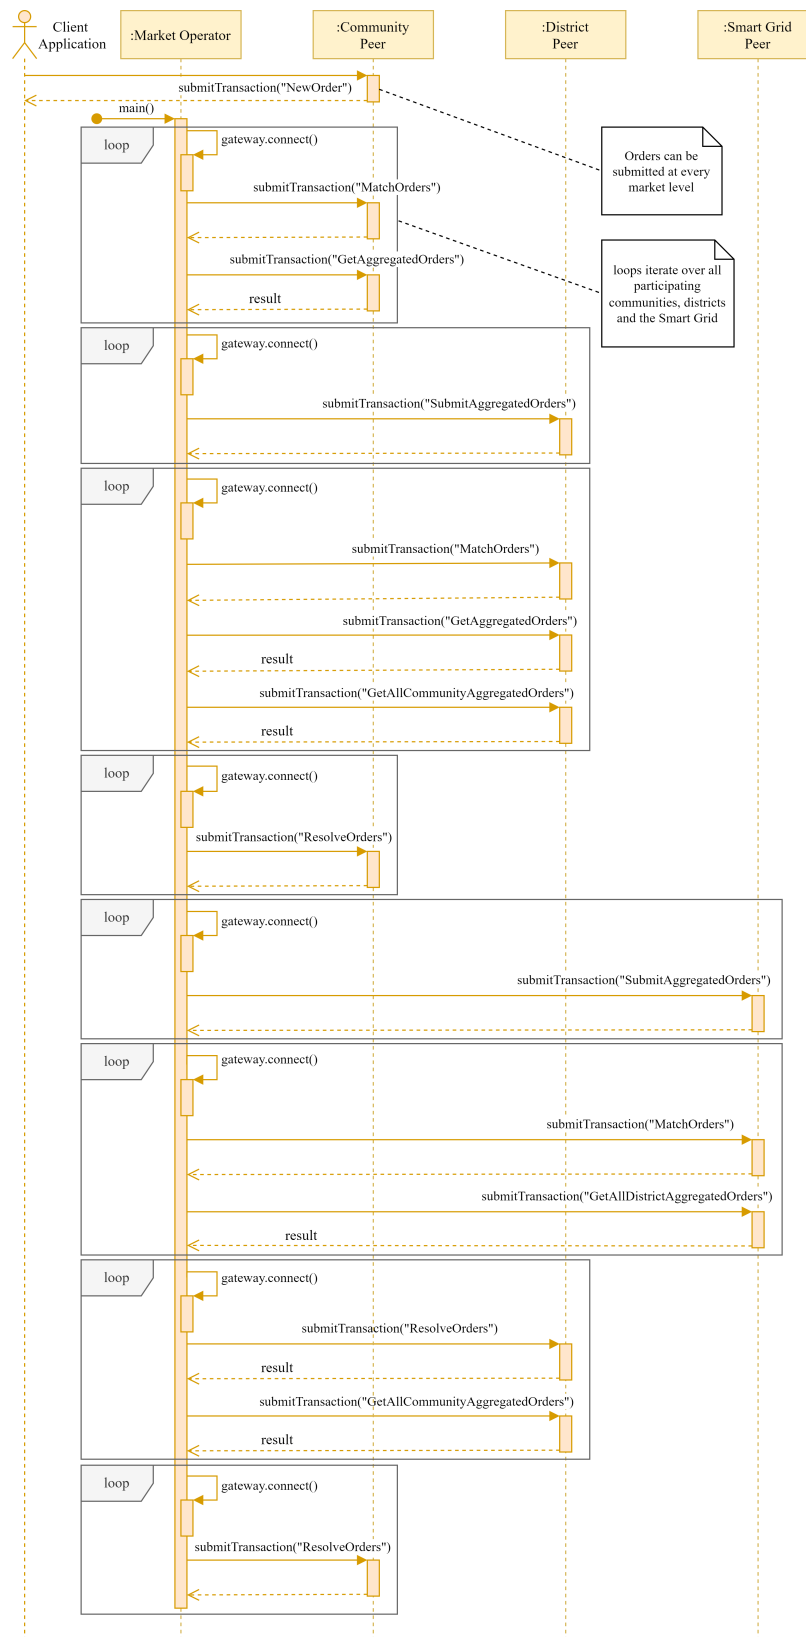 Client
Application
:Market Operator
:Community
Peer
:District
Peer
:Smart Grid
Peer
submitTransaction("NewOrder")
main()
loop
gateway.connect()
Orders can be
submitted at every
market level
submitTransaction("MatchOrders")
submitTransaction("GetAggregatedOrders")
loops iterate over all
participating
communities, districts
and the Smart Grid
result
loop
gateway.connect()
submitTransaction("SubmitAggregatedOrders")
loop
gateway.connect()
submitTransaction("MatchOrders")
submitTransaction("GetAggregatedOrders")
result
submitTransaction("GetAllCommunityAggregatedOrders")
result
loop
gateway.connect()
submitTransaction("ResolveOrders")
loop
gateway.connect()
submitTransaction("SubmitAggregatedOrders")
loop
gateway.connect()
submitTransaction("MatchOrders")
submitTransaction("GetAllDistrictAggregatedOrders")
result
loop
gateway.connect()
submitTransaction("ResolveOrders")
result
submitTransaction("GetAllCommunityAggregatedOrders")
result
loop
gateway.connect()
submitTransaction("ResolveOrders")